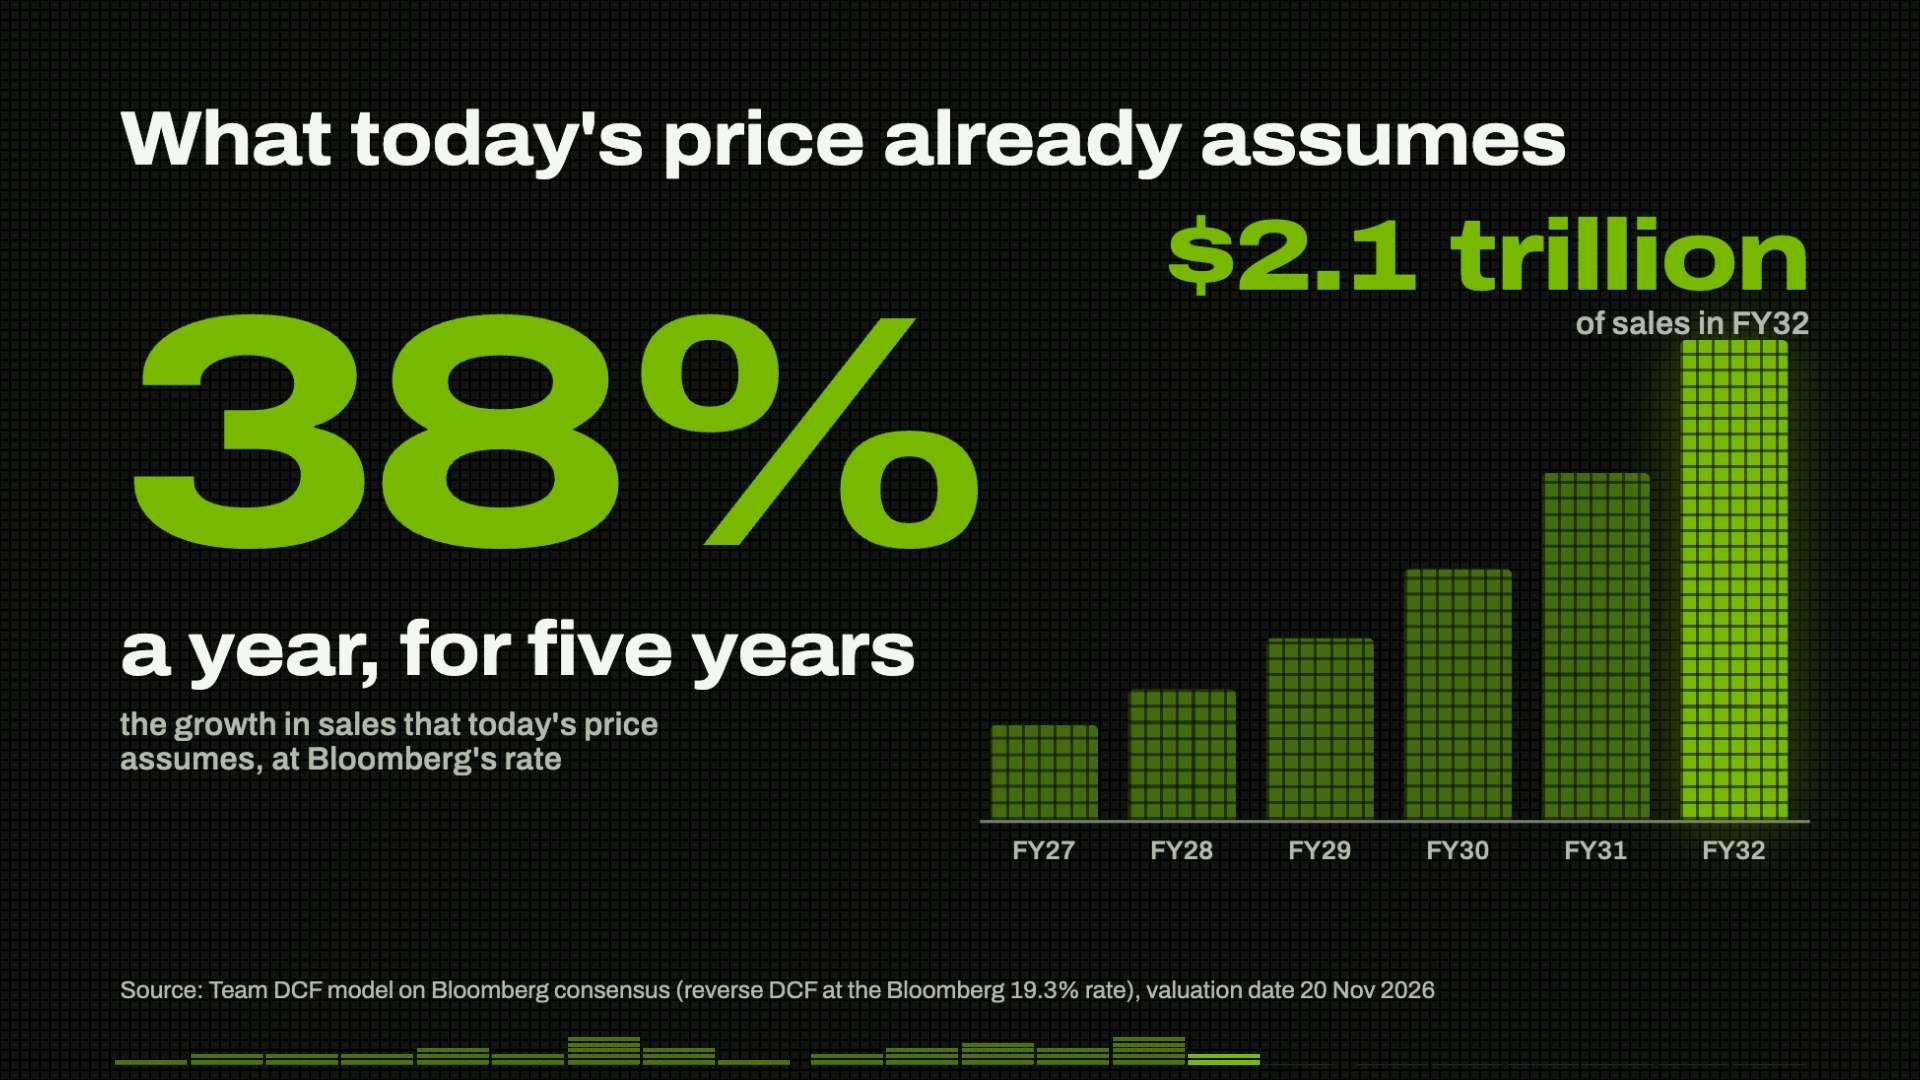 What today's price already assumes
$2.1 trillion
of sales in FY32
38%
a year, for five years
the growth in sales that today's price
assumes, at Bloomberg's rate
FY27 FY28 FY29 FY30 FY31 FY32
Source: Team DCF model on Bloomberg consensus (reverse DCF at the Bloomberg 19.3% rate), valuation date 20 Nov 2026